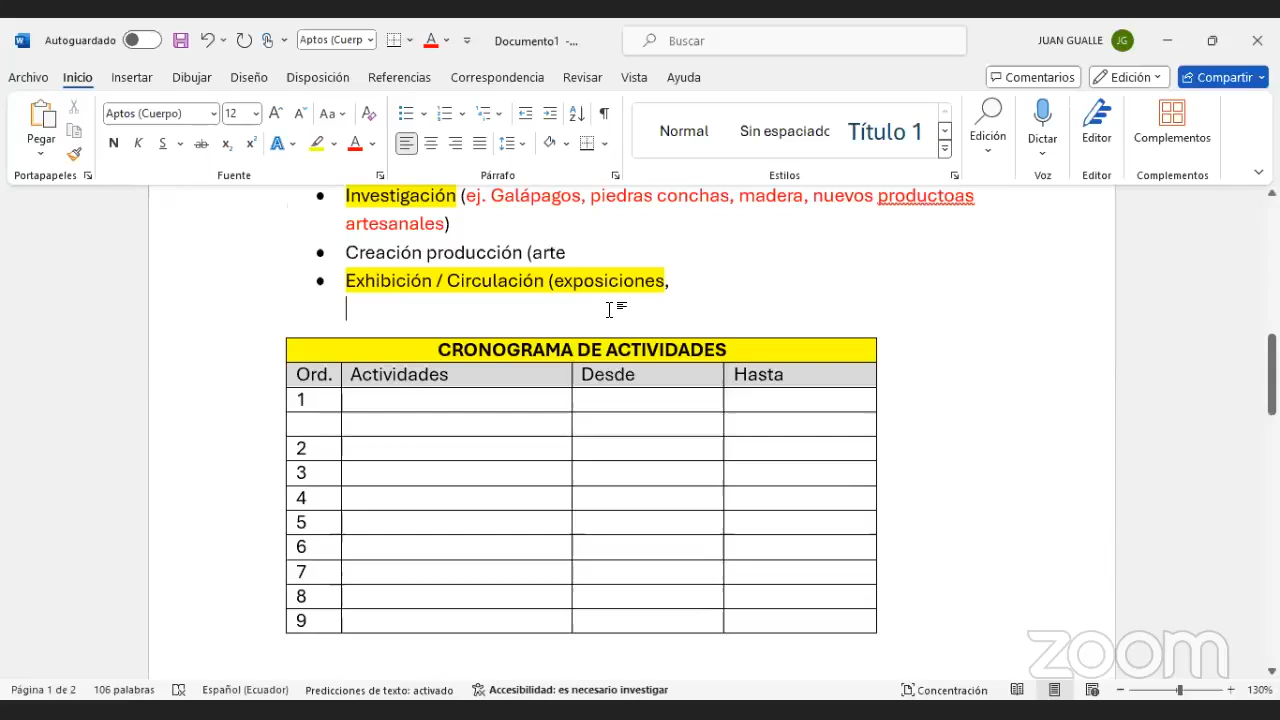 Autoguardado
Aptos (Cuerp
Documento1 -...
Buscar
JUAN GUALLE
JG
Archivo
Inicio
Insertar
Dibujar
Diseño
Disposición
Referencias
Correspondencia
Revisar
Vista
Ayuda
Comentarios
Edición
Compartir
Pegar
Aptos (Cuerpo)
12
Normal
Sin espaciado
Título 1
Edición
Dictar
Editor
Complementos
Portapapeles
Fuente
Párrafo
Estilos
Voz
Editor
Complementos
• Investigación (ej. Galápagos, piedras conchas, madera, nuevos productoas
artesanales)
• Creación producción (arte
• Exhibición / Circulación (exposiciones,
CRONOGRAMA DE ACTIVIDADES
Ord. Actividades Desde Hasta
1
2
3
4
5
6
7
8
9
zoom
Página 1 de 2
106 palabras
Español (Ecuador)
Predicciones de texto: activado
Accesibilidad: es necesario investigar
Concentración
130%